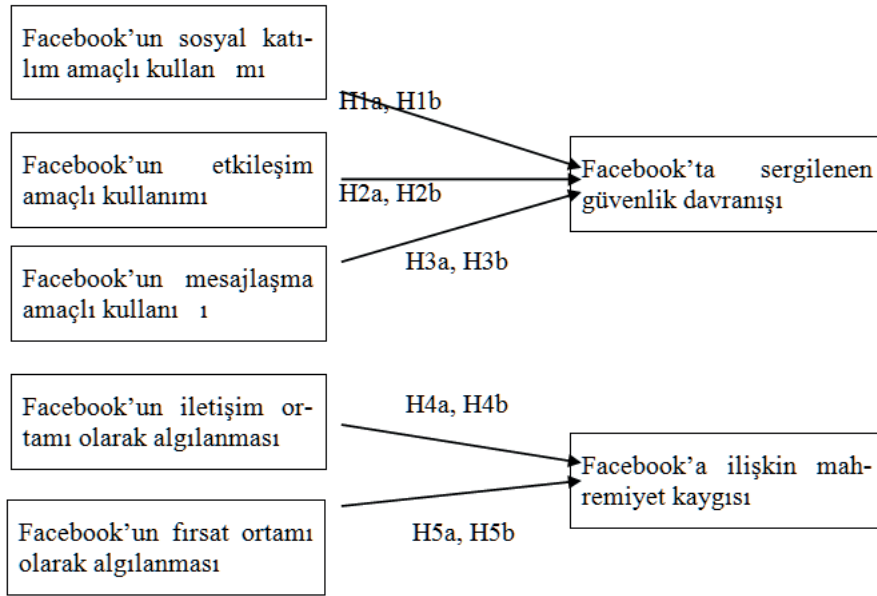 Facebook’un sosyal katı-
lım amaçlı kullan mı
H1a, H1b
Facebook’un etkileşim
amaçlı kullanımı
H2a, H2b
Facebook’ta sergilenen
güvenlik davranışı
Facebook’un mesajlaşma
amaçlı kullanı ı
H3a, H3b
Facebook’un iletişim or-
tamı olarak algılanması
H4a, H4b
Facebook’a ilişkin mah-
remiyet kaygısı
Facebook’un fırsat ortamı
olarak algılanması
H5a, H5b